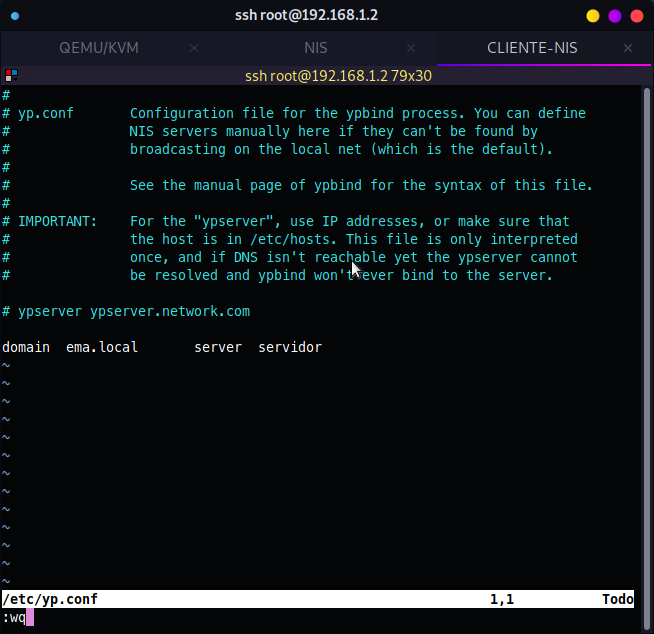 ssh root@192.168.1.2
QEMU/KVM × NIS × CLIENTE-NIS ×
ssh root@192.168.1.2 79x30
#
# yp.conf       Configuration file for the ypbind process. You can define
#               NIS servers manually here if they can't be found by
#               broadcasting on the local net (which is the default).
#
#               See the manual page of ypbind for the syntax of this file.
#
# IMPORTANT:    For the "ypserver", use IP addresses, or make sure that
#               the host is in /etc/hosts. This file is only interpreted
#               once, and if DNS isn't reachable yet the ypserver cannot
#               be resolved and ypbind won't ever bind to the server.

# ypserver ypserver.network.com

domain  ema.local       server  servidor
~
~
~
~
~
~
~
~
~
~
~
~
~
/etc/yp.conf 1,1 Todo
:wq